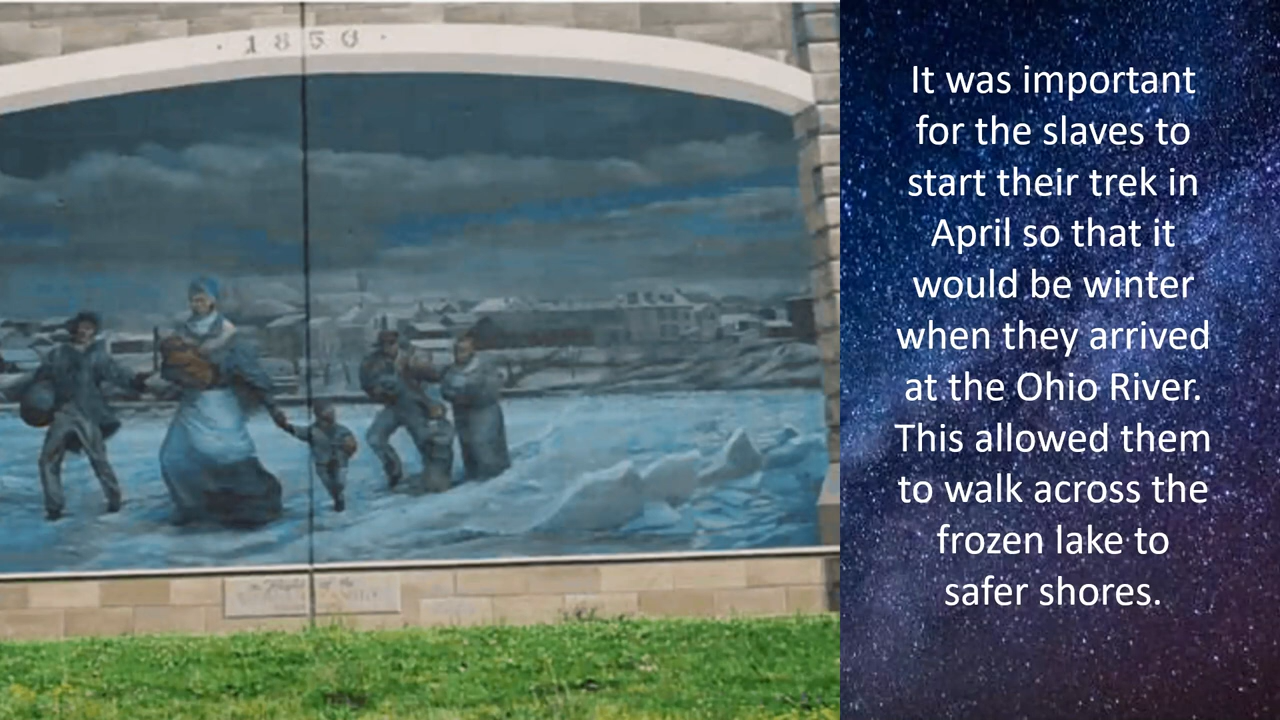 · 1856 ·
It was important
for the slaves to
start their trek in
April so that it
would be winter
when they arrived
at the Ohio River.
This allowed them
to walk across the
frozen lake to
safer shores.